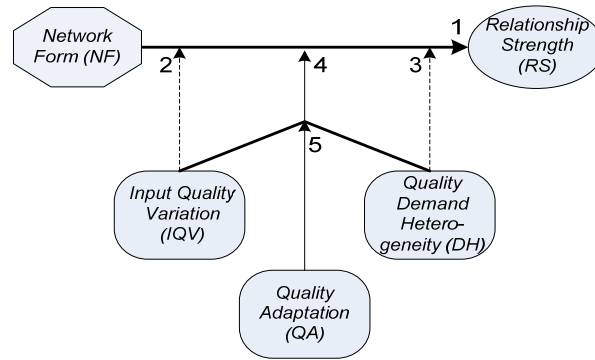 Network
Form (NF)
1
Relationship
Strength
(RS)
2
4
3
5
Input Quality
Variation
(IQV)
Quality
Demand
Hetero-
geneity (DH)
Quality
Adaptation
(QA)